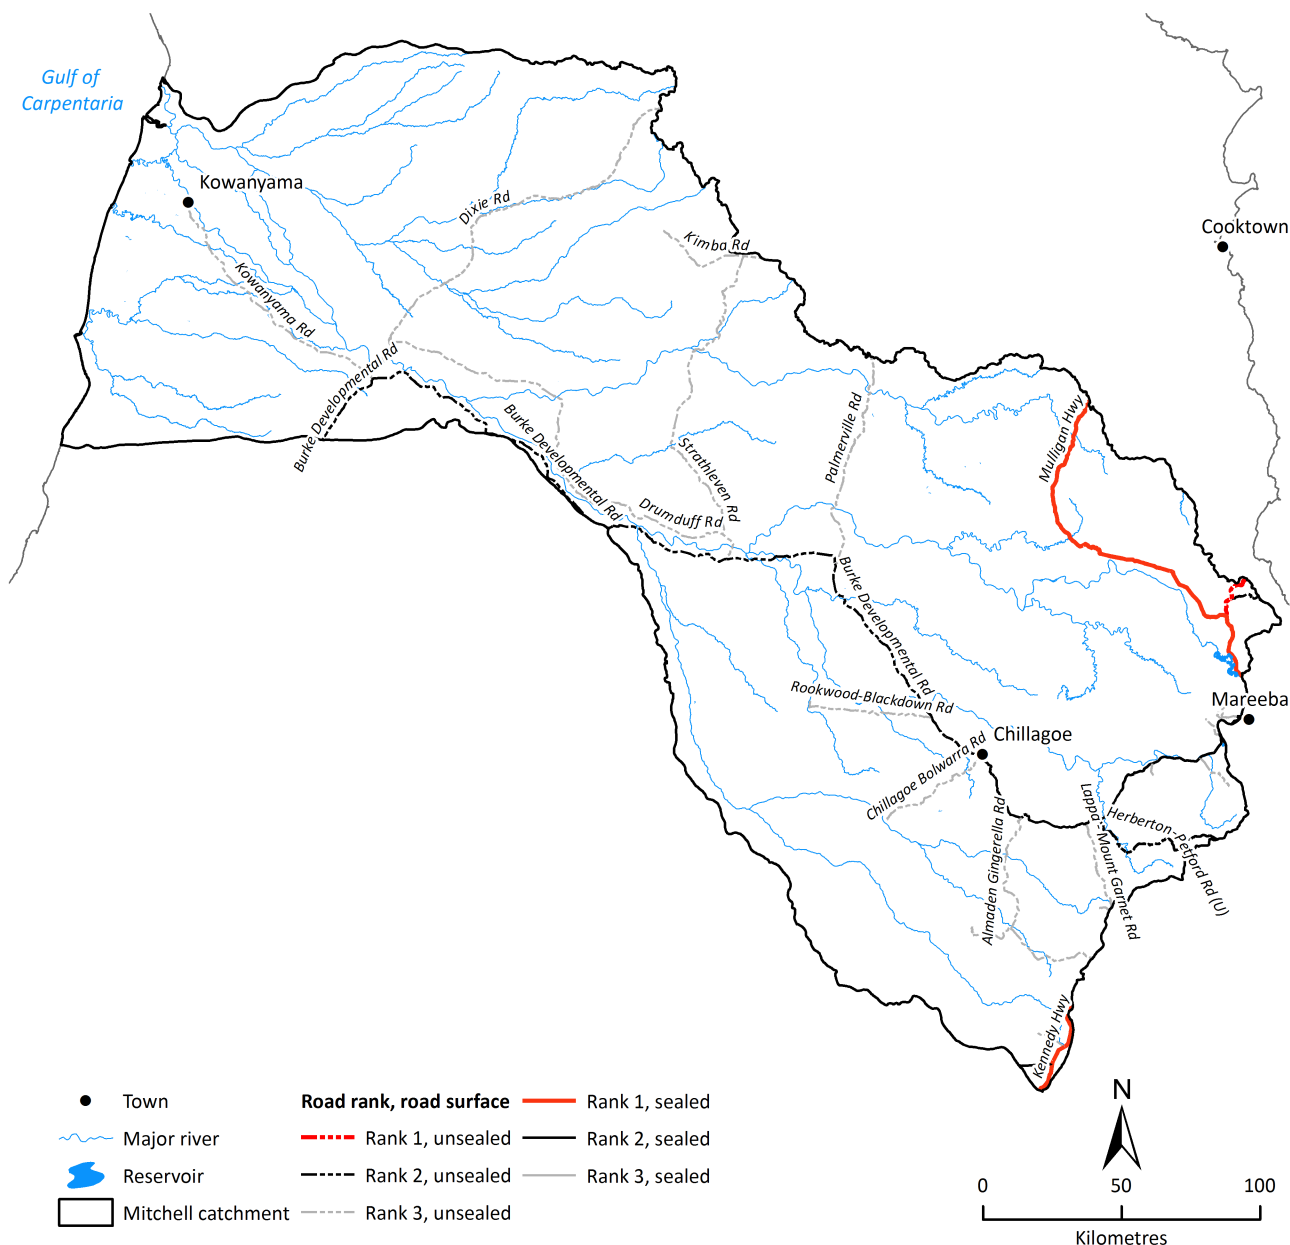 Gulf of
Carpentaria
Kowanyama
Cooktown
Dixie Rd
Kimba Rd
Kowanyama Rd
Burke Developmental Rd
Burke Developmental Rd
Mulligan Hwy
Palmerville Rd
Strathleven Rd
Drumduff Rd
Burke Developmental Rd
Rookwood-Blackdown Rd
Mareeba
Chillagoe
Chillagoe Bolwarra Rd
Almaden Gingerella Rd
Lappa - Mount Garnet Rd
Herberton - Petford Rd (U)
Kennedy Hwy
Town
Major river
Reservoir
Mitchell catchment
Road rank, road surface
Rank 1, unsealed
Rank 2, unsealed
Rank 3, unsealed
Rank 1, sealed
Rank 2, sealed
Rank 3, sealed
N
0 50 100
Kilometres